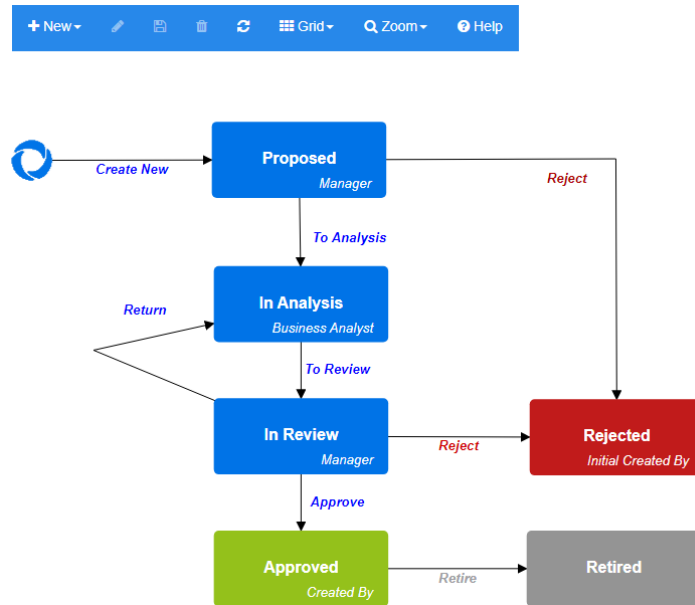 New
Grid
Zoom
Help
Proposed
Manager
Create New
Reject
To Analysis
In Analysis
Business Analyst
Return
To Review
In Review
Manager
Reject
Rejected
Initial Created By
Approve
Approved
Created By
Retire
Retired